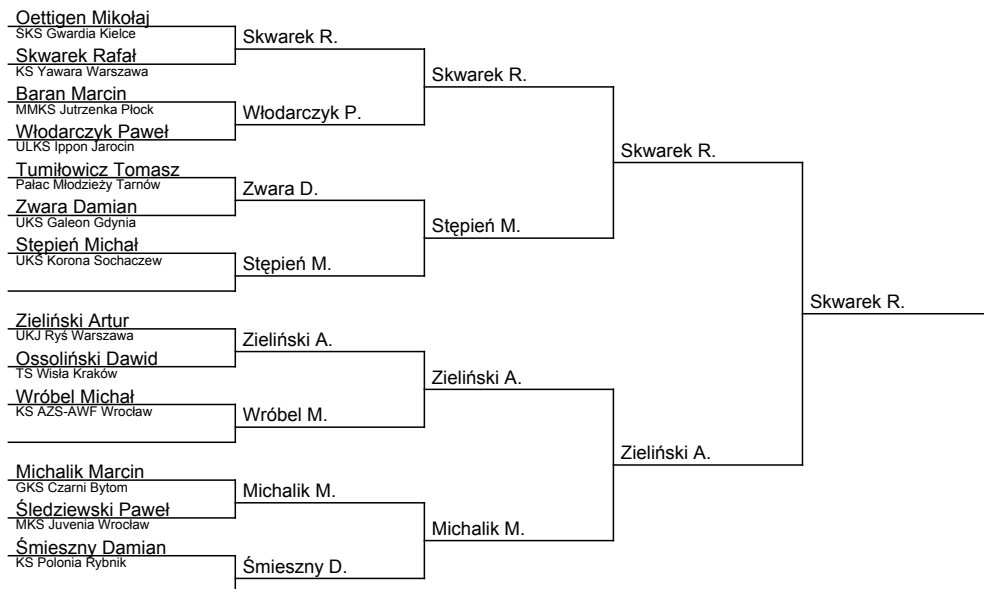 Oettigen Mikołaj
SKS Gwardia Kielce
Skwarek R.
Skwarek Rafał
KS Yawara Warszawa
Skwarek R.
Baran Marcin
MMKS Jutrzenka Płock
Włodarczyk P.
Włodarczyk Paweł
ULKS Ippon Jarocin
Skwarek R.
Tumiłowicz Tomasz
Pałac Młodzieży Tarnów
Zwara D.
Zwara Damian
UKS Galeon Gdynia
Stępień M.
Stępień Michał
UKS Korona Sochaczew
Stępień M.
Skwarek R.
Zieliński Artur
UKJ Ryś Warszawa
Zieliński A.
Ossoliński Dawid
TS Wisła Kraków
Zieliński A.
Wróbel Michał
KS AZS-AWF Wrocław
Wróbel M.
Zieliński A.
Michalik Marcin
GKS Czarni Bytom
Michalik M.
Śledziewski Paweł
MKS Juvenia Wrocław
Michalik M.
Śmieszny Damian
KS Polonia Rybnik
Śmieszny D.